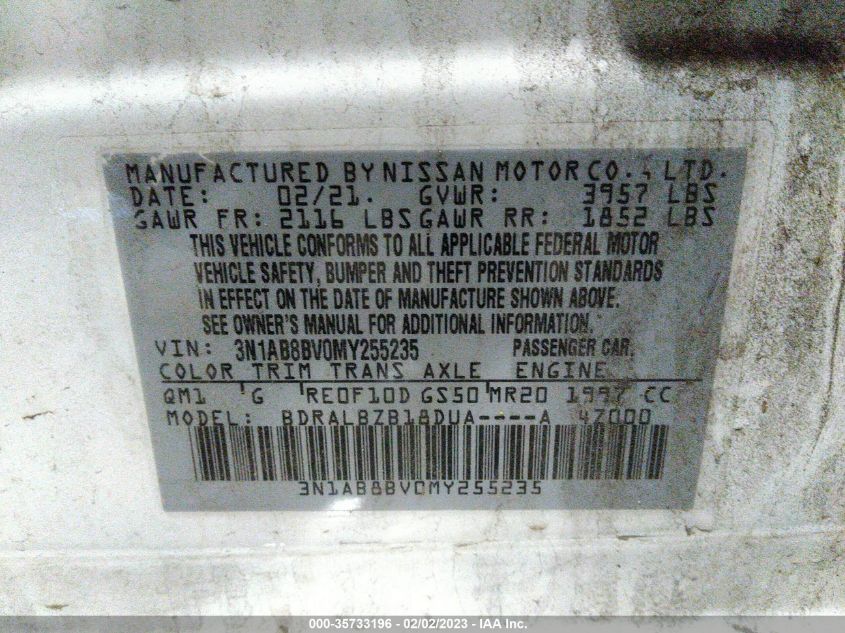 MANUFACTURED BY NISSAN MOTOR CO., LTD.
DATE: 02/21. GVWR: 3957 LBS
GAWR FR: 2116 LBS GAWR RR: 1852 LBS
THIS VEHICLE CONFORMS TO ALL APPLICABLE FEDERAL MOTOR
VEHICLE SAFETY, BUMPER AND THEFT PREVENTION STANDARDS
IN EFFECT ON THE DATE OF MANUFACTURE SHOWN ABOVE.
SEE OWNER'S MANUAL FOR ADDITIONAL INFORMATION.
VIN: 3N1AB8BV0MY255235 PASSENGER CAR.
COLOR TRIM TRANS AXLE ENGINE
QM1 G RE0F10D GS50 MR20 1997 CC
MODEL: BDRALBZB18DUA----A 47000
3N1AB8BV0MY255235
000-35733196 - 02/02/2023 - IAA Inc.